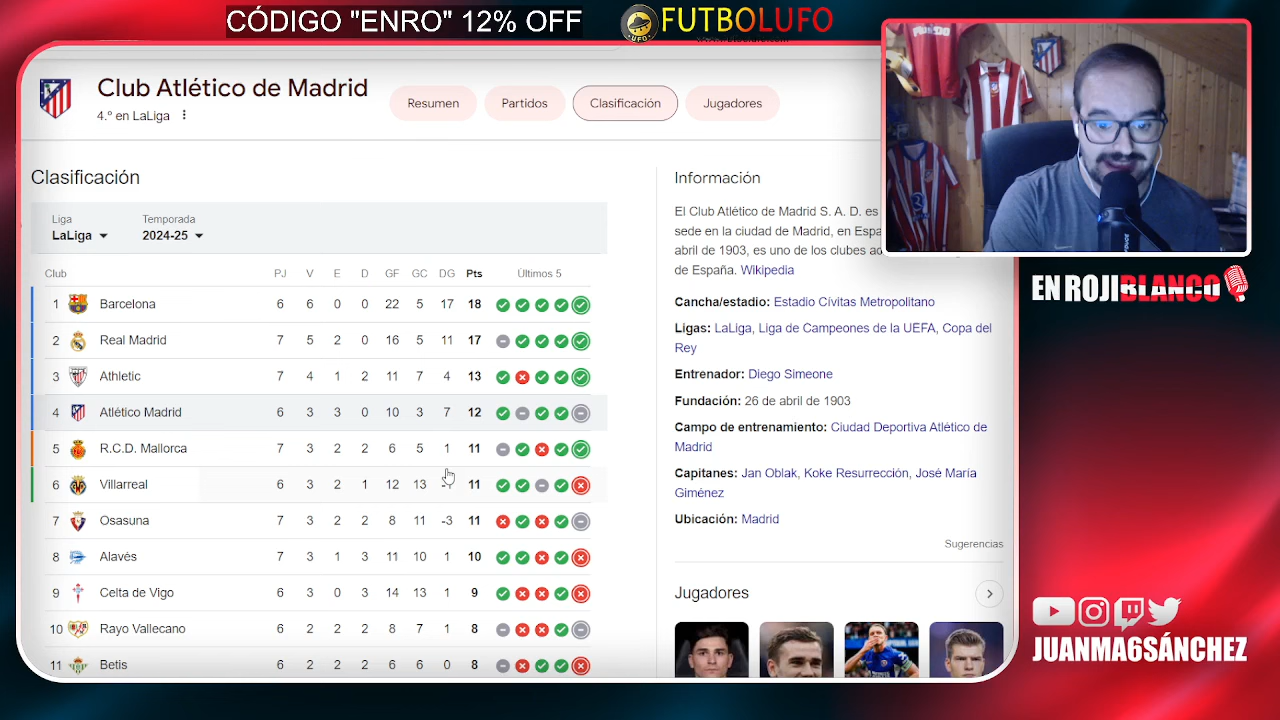 CÓDIGO "ENRO" 12% OFF
FUTBOLUFO
Club Atlético de Madrid
4.º en LaLiga
Resumen
Partidos
Clasificación
Jugadores
Clasificación
Liga
Temporada
LaLiga
2024-25
Club PJ V E D GF GC DG Pts Últimos 5
1 Barcelona 6 6 0 0 22 5 17 18
2 Real Madrid 7 5 2 0 16 5 11 17
3 Athletic 7 4 1 2 11 7 4 13
4 Atlético Madrid 6 3 3 0 10 3 7 12
5 R.C.D. Mallorca 7 3 2 2 6 5 1 11
6 Villarreal 6 3 2 1 12 13 11
7 Osasuna 7 3 2 2 8 11 -3 11
8 Alavés 7 3 1 3 11 10 1 10
9 Celta de Vigo 6 3 0 3 14 13 1 9
10 Rayo Vallecano 6 2 2 2 8 7 1 8
11 Betis 2 2 2 6 6 0 8
Información
El Club Atlético de Madrid S. A. D. es
sede en la ciudad de Madrid, en Espa
abril de 1903, es uno de los clubes
de España. Wikipedia
Cancha/estadio: Estadio Cívitas Metropolitano
Ligas: LaLiga, Liga de Campeones de la UEFA, Copa del
Rey
Entrenador: Diego Simeone
Fundación: 26 de abril de 1903
Campo de entrenamiento: Ciudad Deportiva Atlético de
Madrid
Capitanes: Jan Oblak, Koke Resurrección, José María
Giménez
Ubicación: Madrid
Sugerencias
Jugadores
EN ROJIBLANCO
JUANMA6SÁNCHEZ